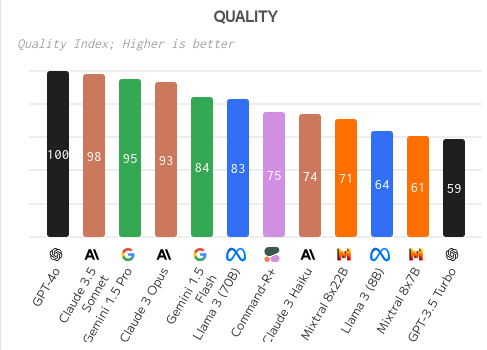 QUALITY
Quality Index; Higher is better
100
98
95
93
84
83
75
74
71
64
61
59
GPT-4o
Claude 3.5
Sonnet
Gemini 1.5 Pro
Claude 3 Opus
Gemini 1.5
Flash
Llama 3 (70B)
Command-R+
Claude 3 Haiku
Mixtral 8x22B
Llama 3 (8B)
Mixtral 8x7B
GPT-3.5 Turbo